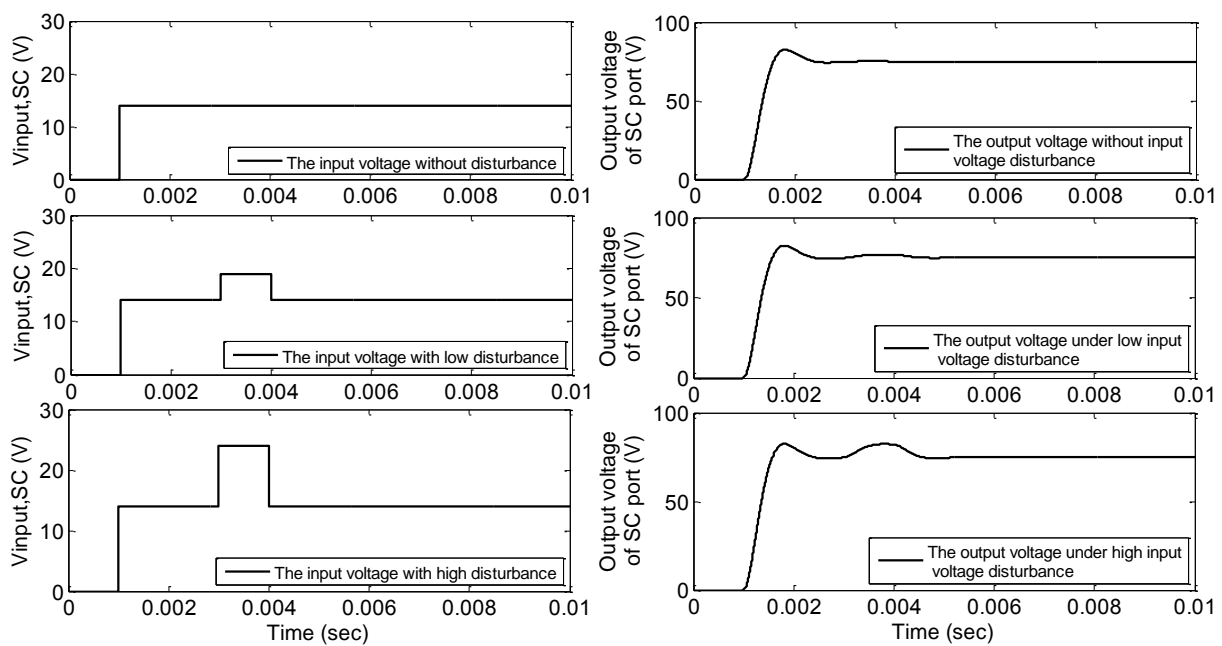 30
20
10
0
Vinput,SC (V)
The input voltage without disturbance
0 0.002 0.004 0.006 0.008 0.01
100
50
0
Output voltage
of SC port (V)
The output voltage without input
voltage disturbance
0 0.002 0.004 0.006 0.008 0.01
30
20
10
0
Vinput,SC (V)
The input voltage with low disturbance
0 0.002 0.004 0.006 0.008 0.01
100
50
0
Output voltage
of SC port (V)
The output voltage under low input
voltage disturbance
0 0.002 0.004 0.006 0.008 0.01
30
20
10
0
Vinput,SC (V)
The input voltage with high disturbance
0 0.002 0.004 0.006 0.008 0.01
Time (sec)
100
50
0
Output voltage
of SC port (V)
The output voltage under high input
voltage disturbance
0 0.002 0.004 0.006 0.008 0.01
Time (sec)